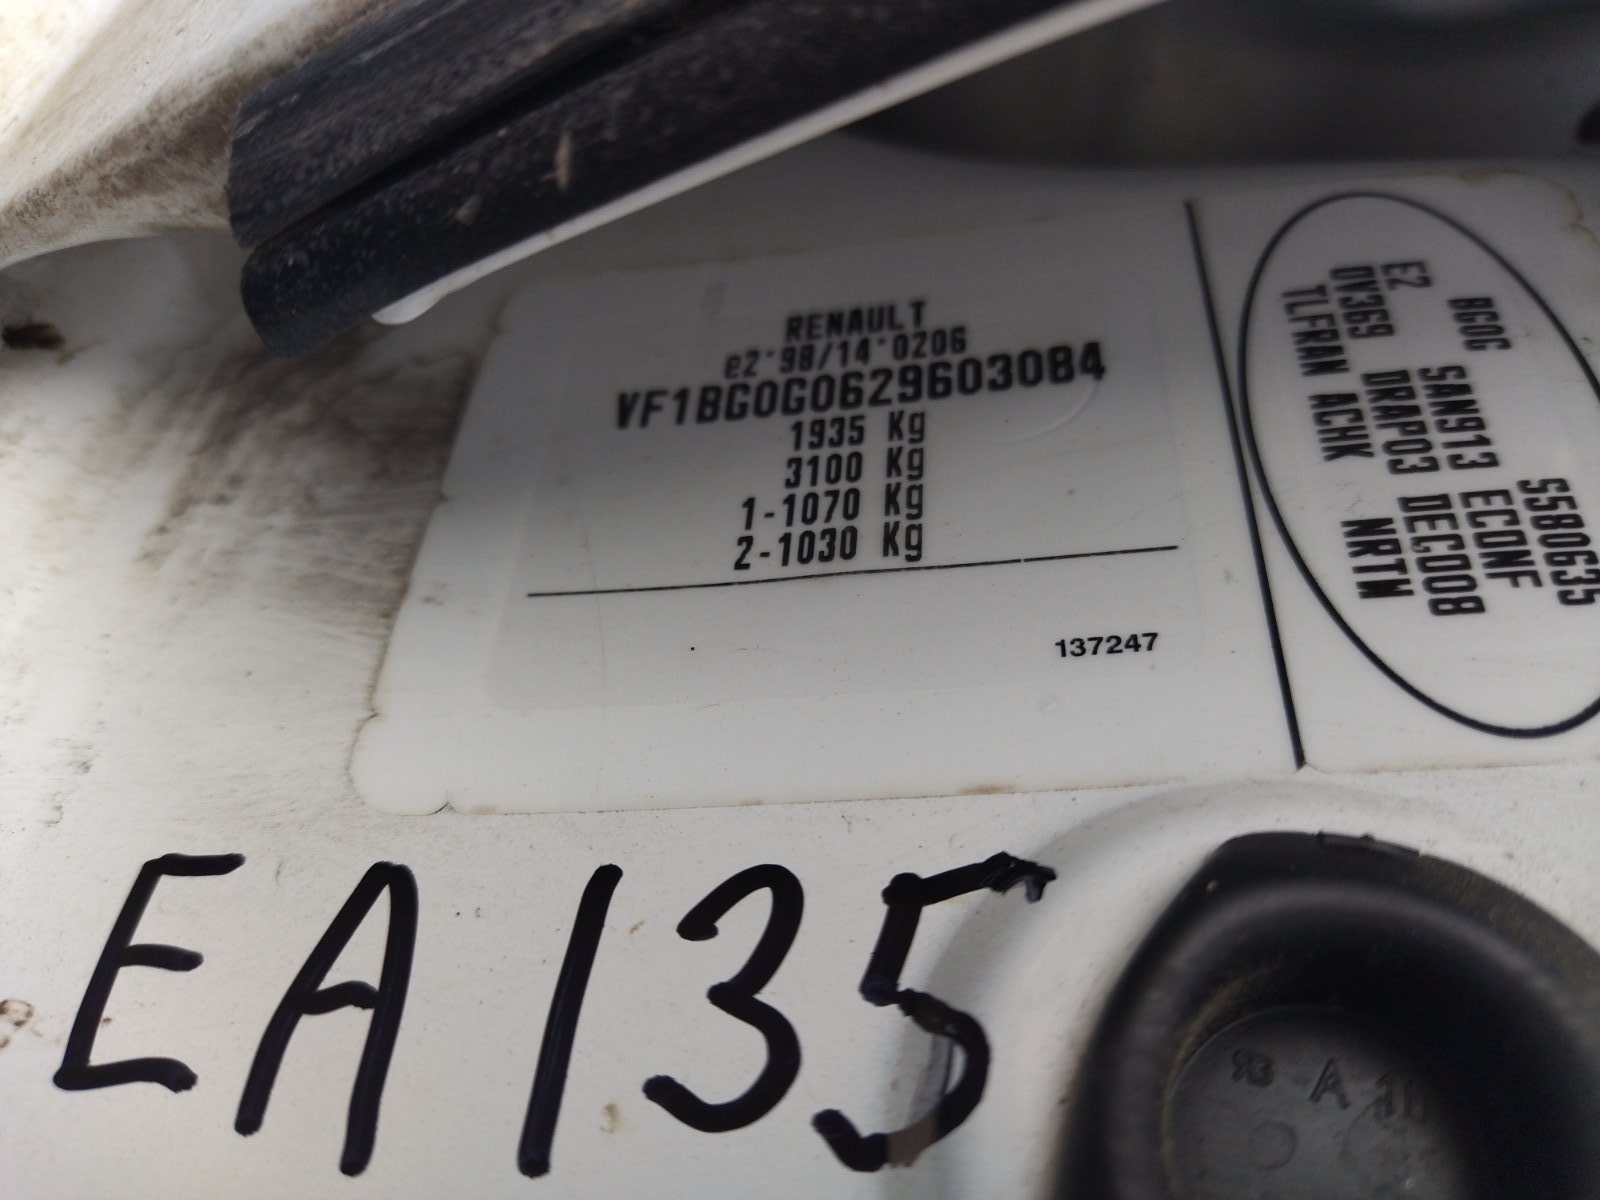 RENAULT
e2*98/14*0206
VF1BG0G0629603084
1935 Kg
3100 Kg
1-1070 Kg
2-1030 Kg
137247
BG0G S580635
E2 SAN913 ECONF
OV369 DRAP03 DEC008
TLFRAN ACHK NRTM
EA135
A